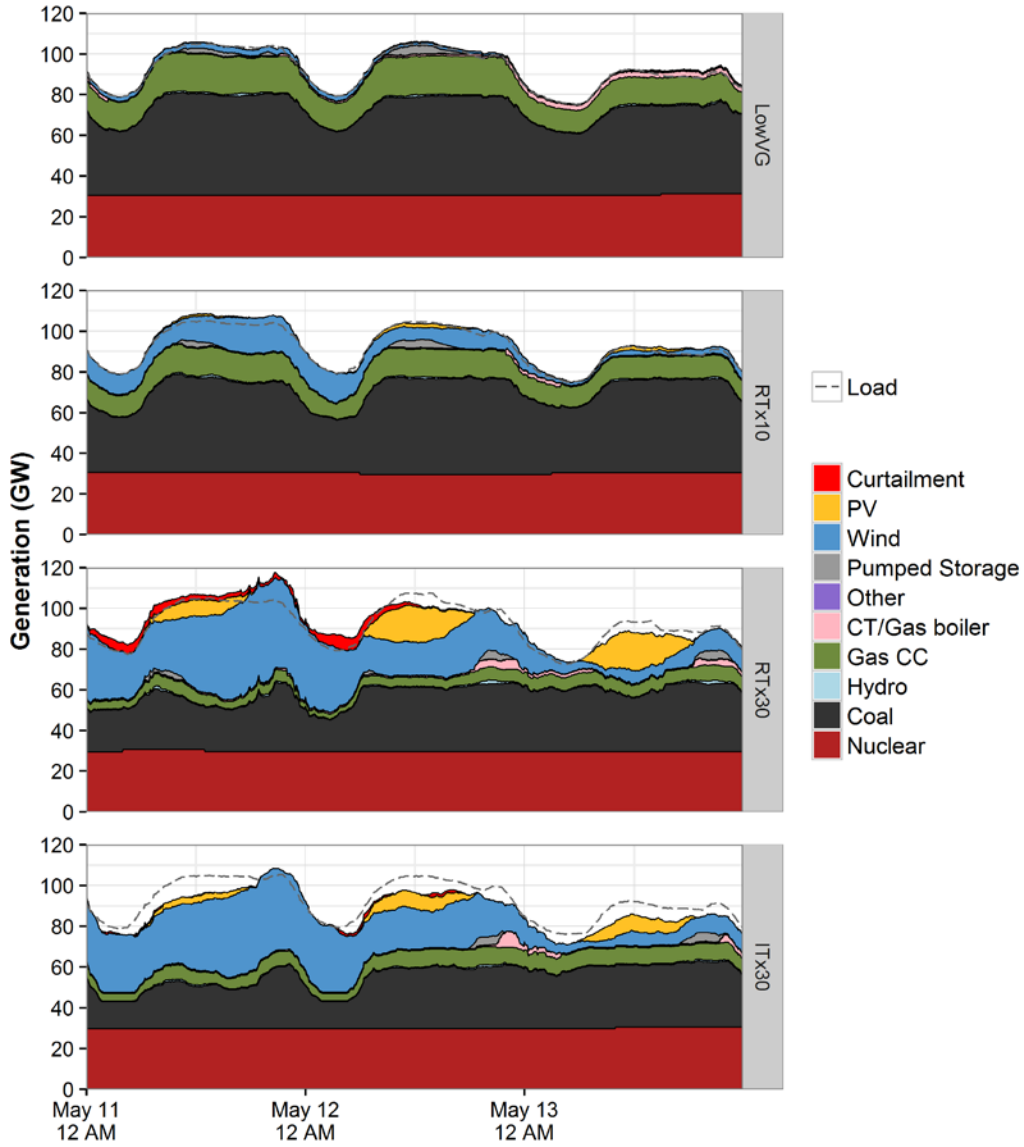 Generation (GW)
120
100
80
60
40
20
0
LowVG
120
100
80
60
40
20
0
RTx10
120
100
80
60
40
20
0
RTx30
120
100
80
60
40
20
0
ITx30
May 11
12 AM
May 12
12 AM
May 13
12 AM
Load
Curtailment
PV
Wind
Pumped Storage
Other
CT/Gas boiler
Gas CC
Hydro
Coal
Nuclear